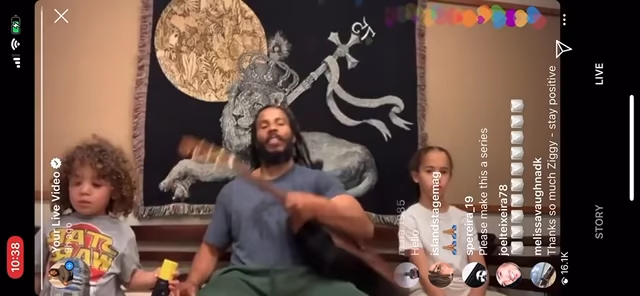 10:38
Your Live Video
Hello
islandstagemag
spereira_19
Please make this a series
joelteixeira78
melissavaughnadk
Thanks so much Ziggy - stay positive
16.1K
STORY
LIVE